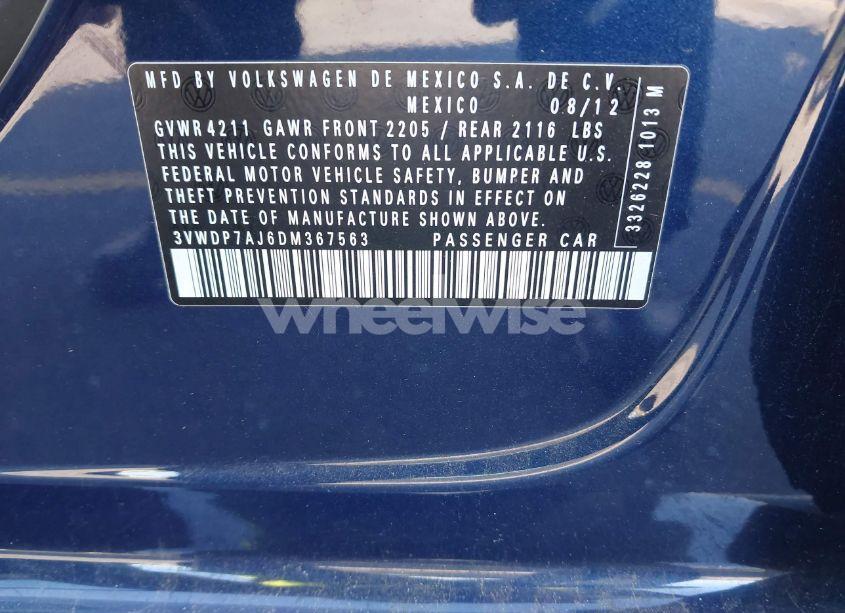 MFD BY VOLKSWAGEN DE MEXICO S.A. DE C.V.
MEXICO 08/12
GVWR 4211 GAWR FRONT 2205 / REAR 2116 LBS
THIS VEHICLE CONFORMS TO ALL APPLICABLE U.S.
FEDERAL MOTOR VEHICLE SAFETY, BUMPER AND
THEFT PREVENTION STANDARDS IN EFFECT ON
THE DATE OF MANUFACTURE SHOWN ABOVE.
3VWDP7AJ6DM367563 PASSENGER CAR
3326228 1013 M
wheelwise